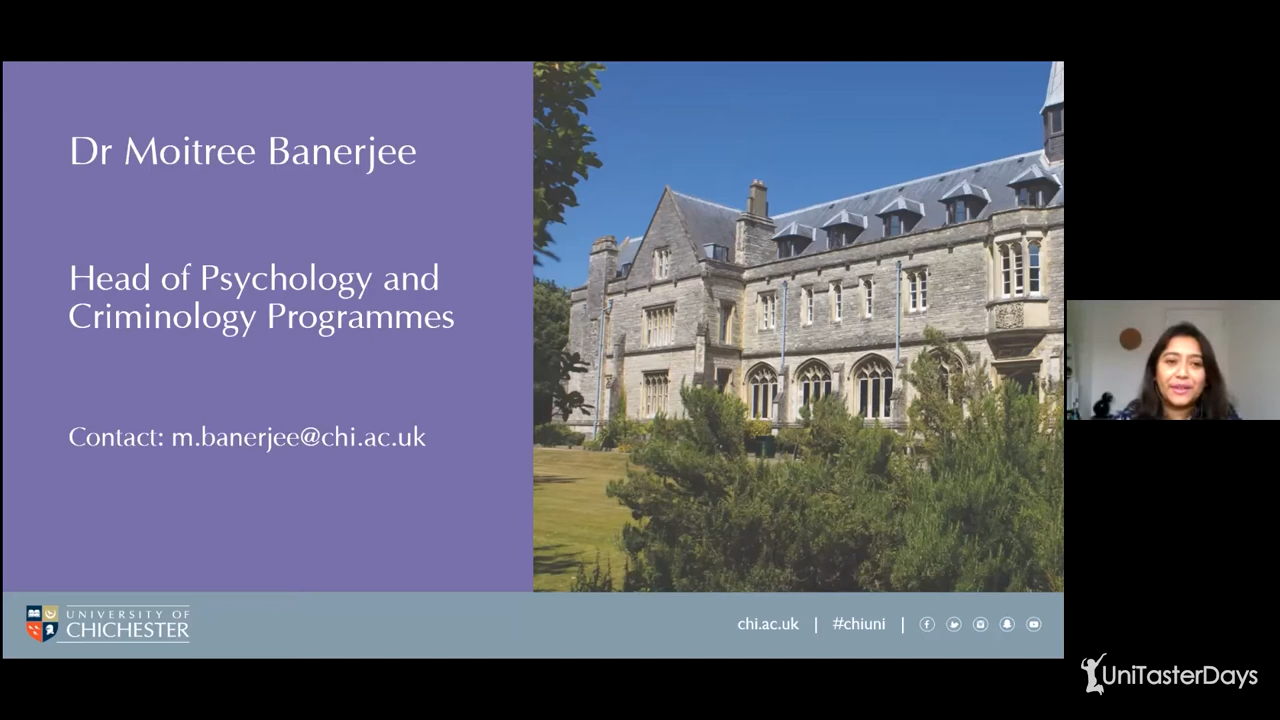 Dr Moitree Banerjee
Head of Psychology and
Criminology Programmes
Contact: m.banerjee@chi.ac.uk
UNIVERSITY OF
CHICHESTER
chi.ac.uk | #chiuni |
UniTasterDays